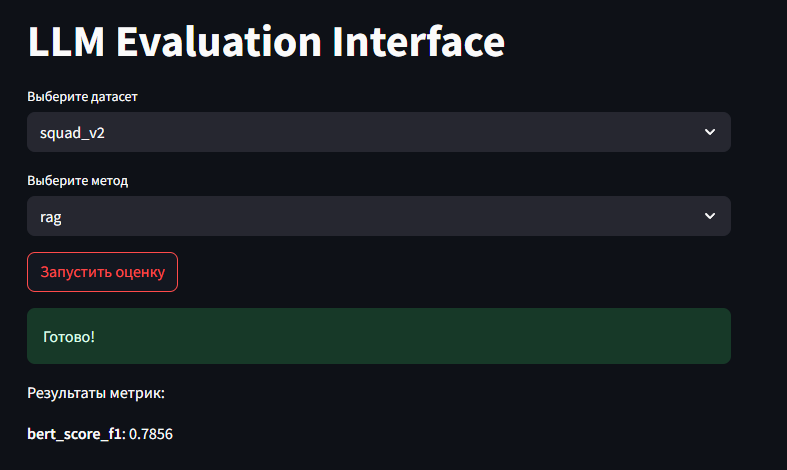 LLM Evaluation Interface
Выберите датасет
squad_v2
Выберите метод
rag
Запустить оценку
Готово!
Результаты метрик:
bert_score_f1: 0.7856